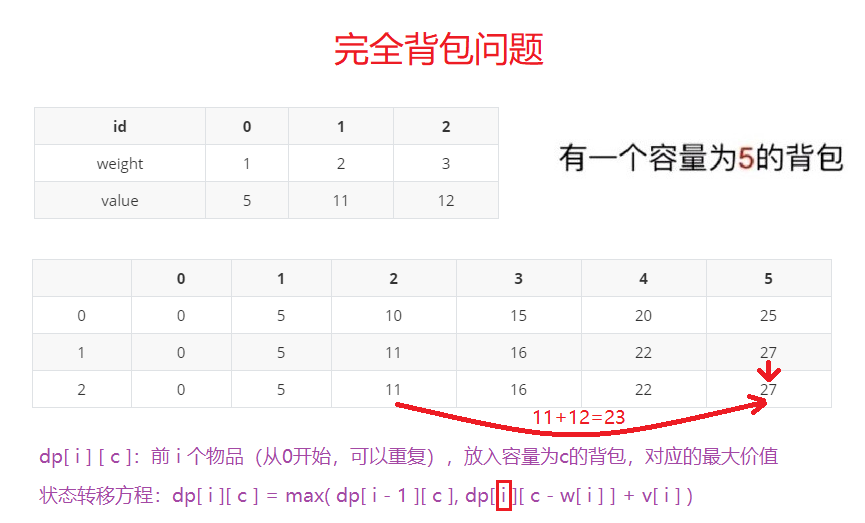 完全背包问题
id 0 1 2
weight 1 2 3
value 5 11 12
有一个容量为5的背包
0 1 2 3 4 5
0 0 5 10 15 20 25
1 0 5 11 16 22 27
2 0 5 11 16 22 27
11+12=23
dp[ i ] [ c ]：前 i 个物品（从0开始，可以重复），放入容量为c的背包，对应的最大价值
状态转移方程：dp[ i ][ c ] = max( dp[ i - 1 ][ c ], dp[ i ][ c - w[ i ] ] + v[ i ] )